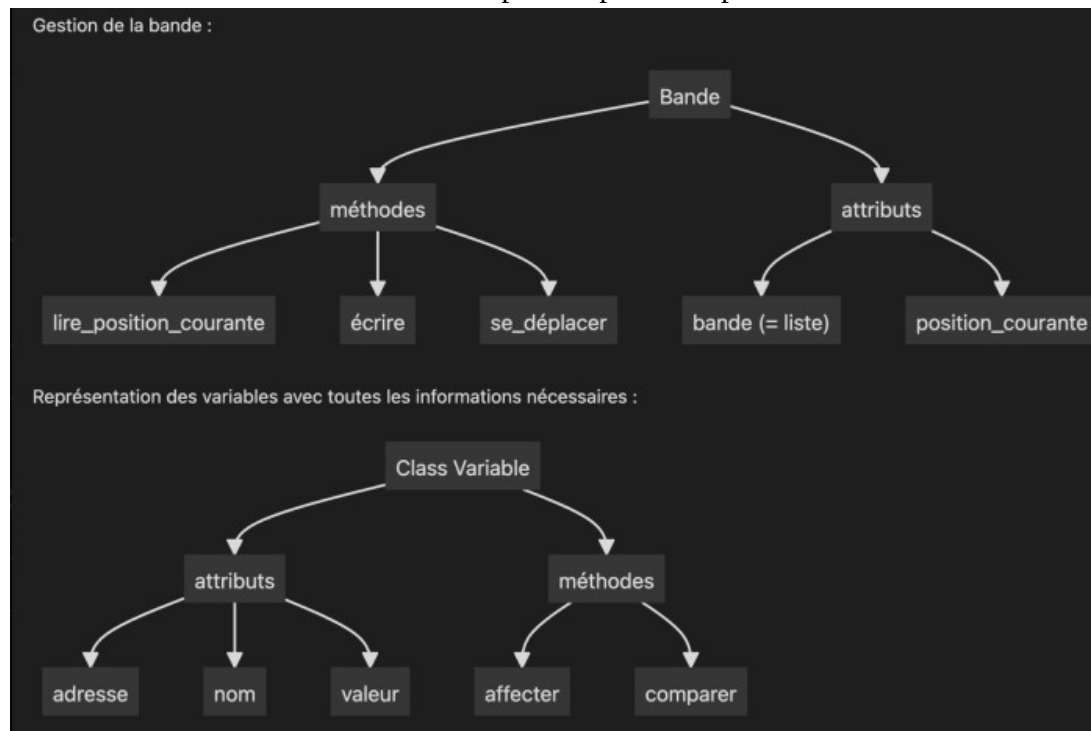 Gestion de la bande :
Bande
méthodes
attributs
lire_position_courante
écrire
se_déplacer
bande (= liste)
position_courante
Représentation des variables avec toutes les informations nécessaires :
Class Variable
attributs
méthodes
adresse
nom
valeur
affecter
comparer